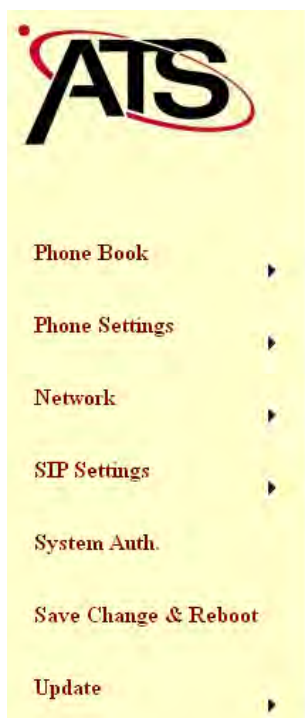 ATS
Phone Book
Phone Settings
Network
SIP Settings
System Auth.
Save Change & Reboot
Update